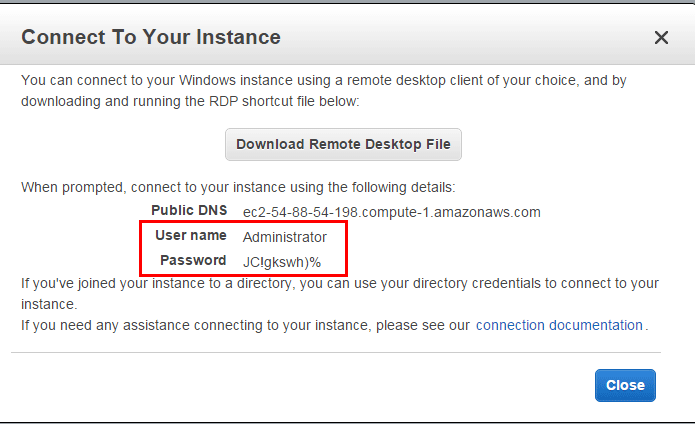 Connect To Your Instance
You can connect to your Windows instance using a remote desktop client of your choice, and by
downloading and running the RDP shortcut file below:
Download Remote Desktop File
When prompted, connect to your instance using the following details:
Public DNS ec2-54-88-54-198.compute-1.amazonaws.com
User name Administrator
Password JC!gkswh)%
If you've joined your instance to a directory, you can use your directory credentials to connect to your
instance.
If you need any assistance connecting to your instance, please see our connection documentation.
Close